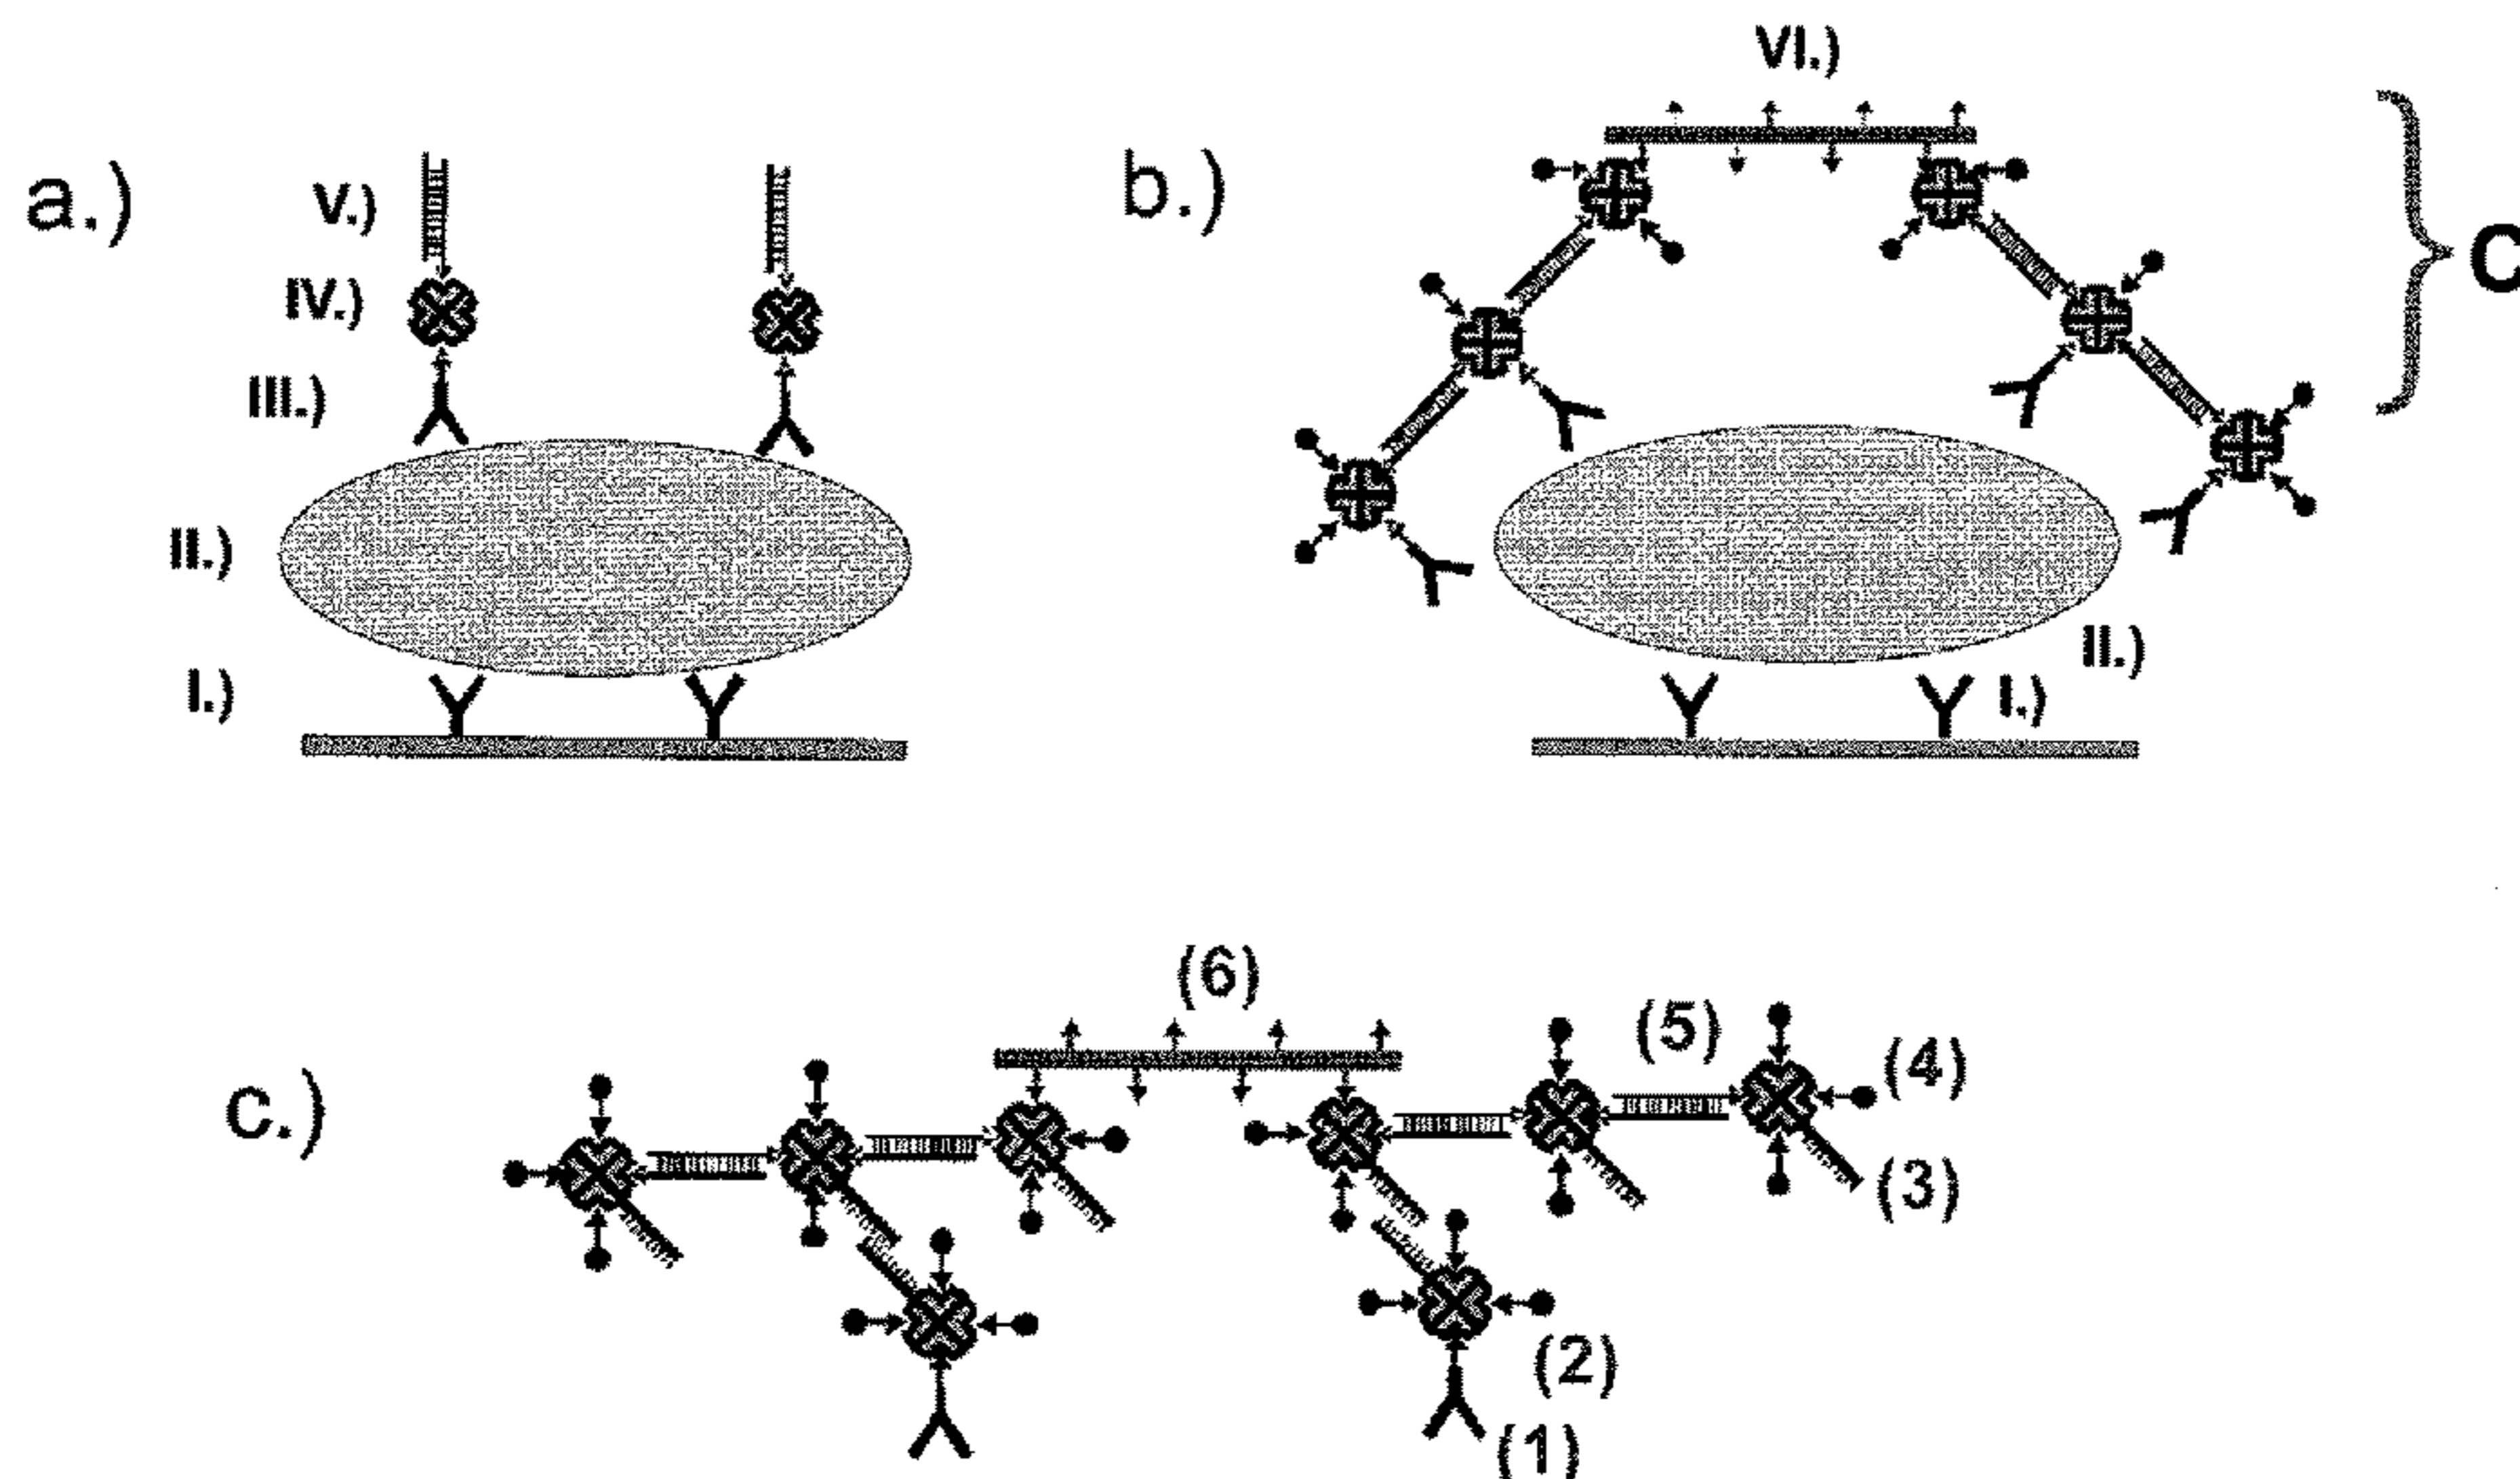 a.)
V.)
IV.)
III.)
II.)
I.)
b.)
VI.)
C
II.)
I.)
c.)
(6)
(5)
(4)
(3)
(2)
(1)